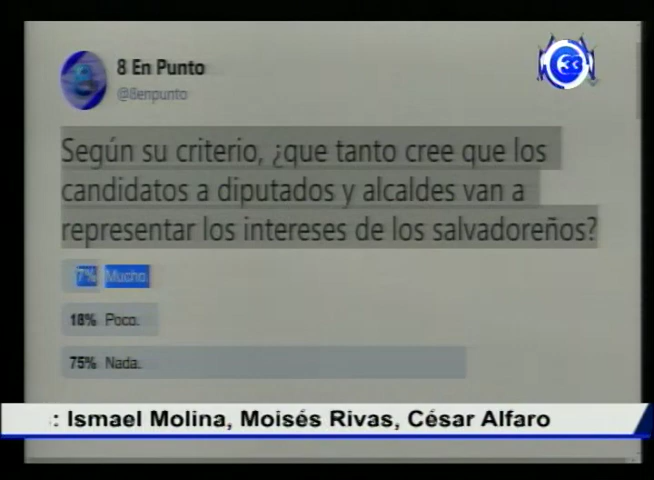 8 En Punto
@8enpunto
33
Según su criterio, ¿que tanto cree que los
candidatos a diputados y alcaldes van a
representar los intereses de los salvadoreños?
7% Mucho.
18% Poco.
75% Nada.
: Ismael Molina, Moisés Rivas, César Alfaro